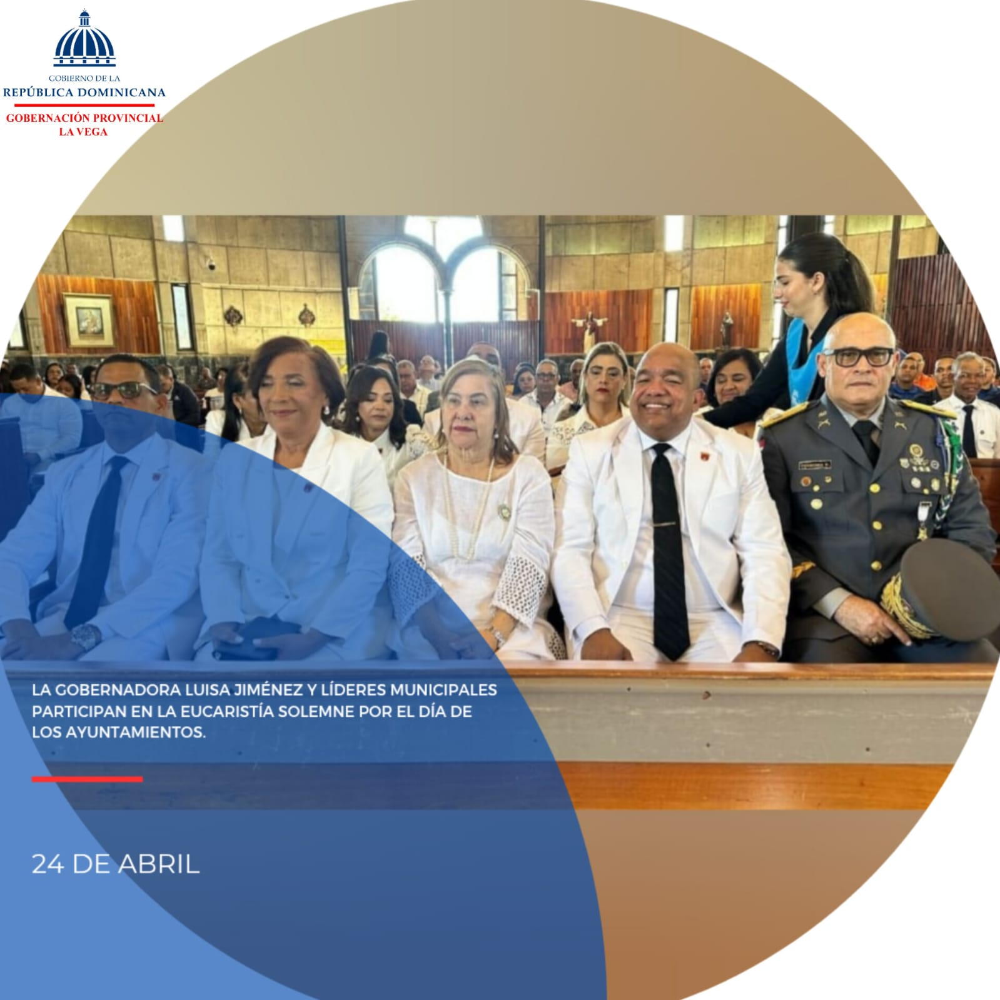 GOBIERNO DE LA
REPÚBLICA DOMINICANA
GOBERNACIÓN PROVINCIAL
LA VEGA
LA GOBERNADORA LUISA JIMÉNEZ Y LÍDERES MUNICIPALES
PARTICIPAN EN LA EUCARISTÍA SOLEMNE POR EL DÍA DE
LOS AYUNTAMIENTOS.
24 DE ABRIL